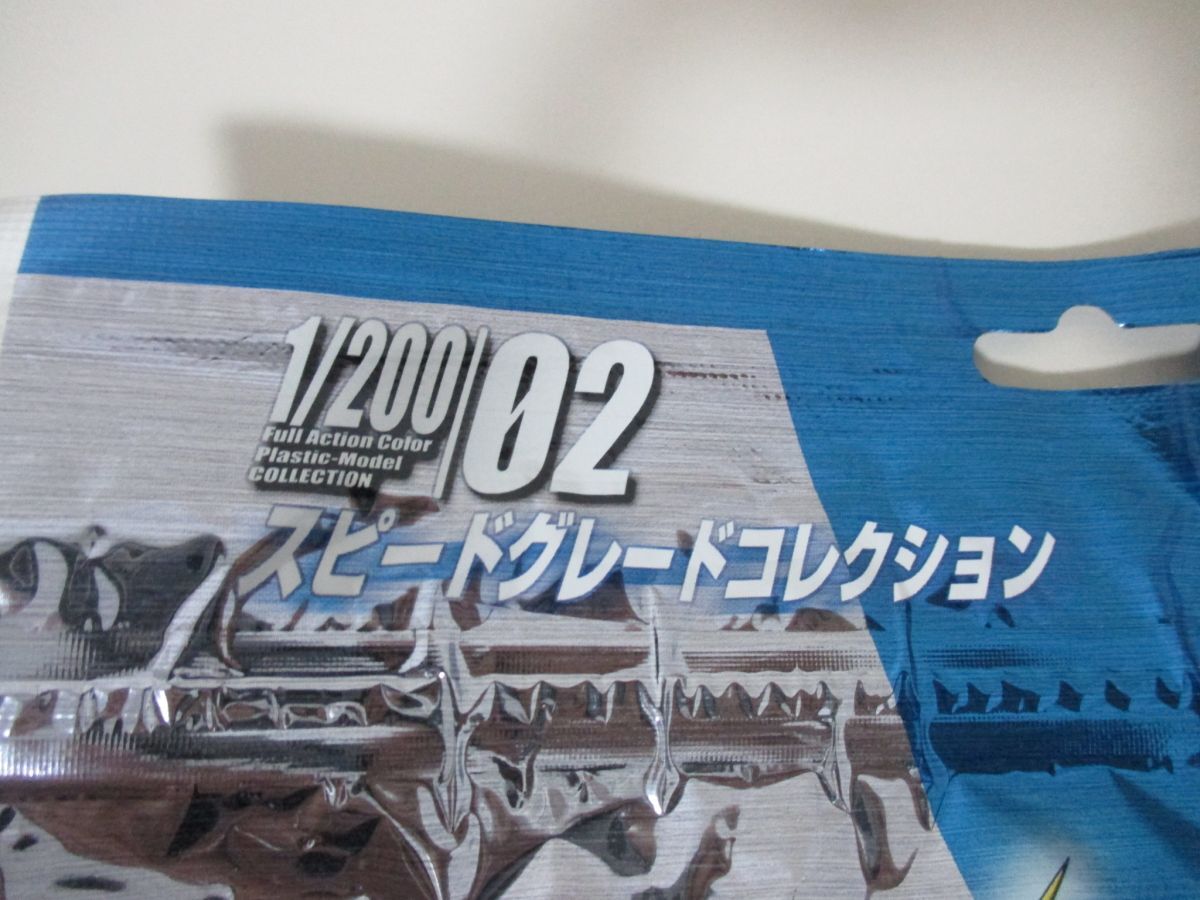 1/200
Full Action Color
Plastic-Model
COLLECTION
02
スピードグレードコレクション